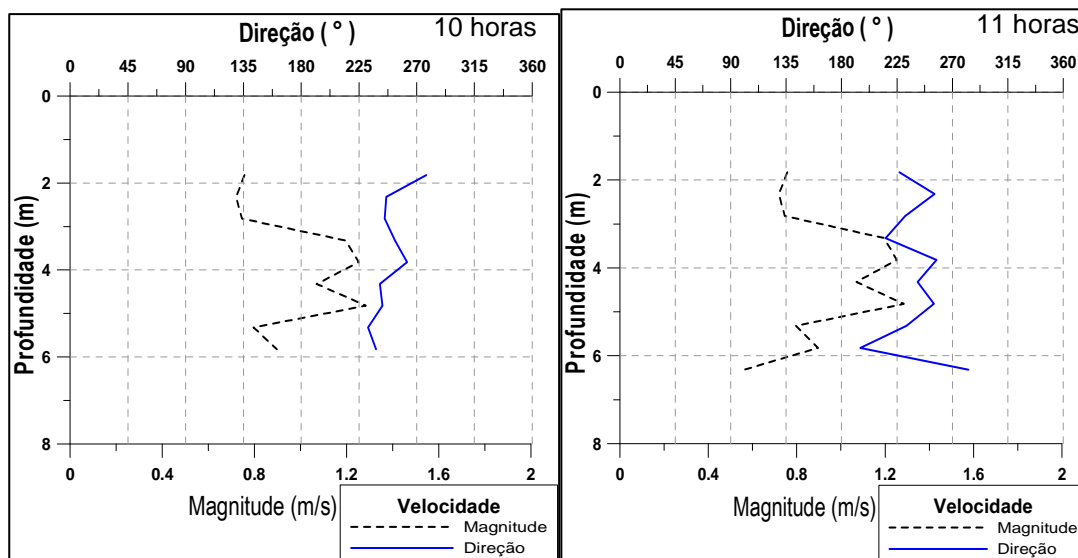 Direção ( ° ) 10 horas
0 45 90 135 180 225 270 315 360
0
2
4
6
8
Profundidade (m)
0 0.8 1.2 1.6 2
Magnitude (m/s)
Velocidade
Magnitude
Direção
Direção ( ° ) 11 horas
0 45 90 135 180 225 270 315 360
0
2
4
6
8
Profundidade (m)
0 0.4 0.8 1.2 1.6 2
Magnitude (m/s)
Velocidade
Magnitude
Direção